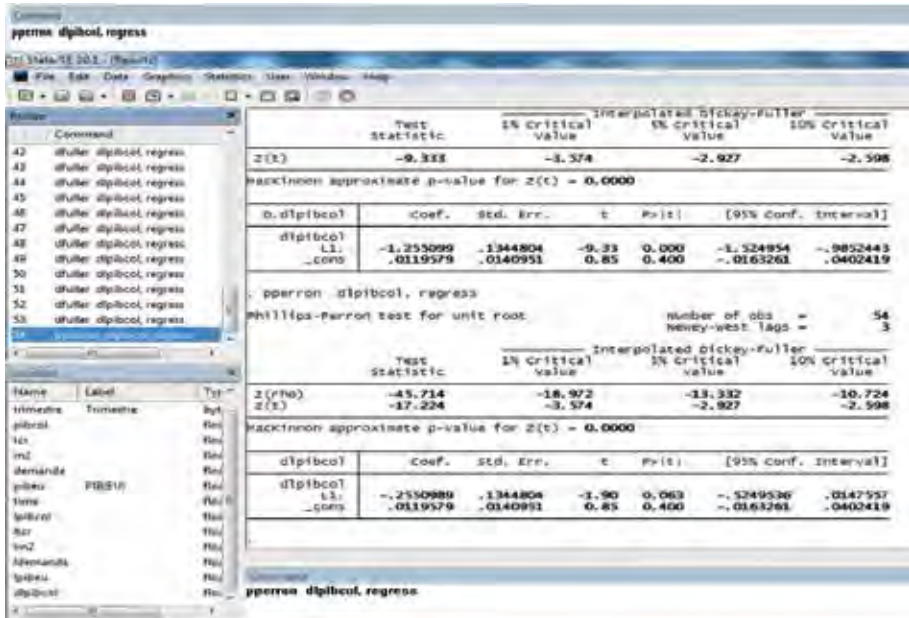 Command
pperron dlpibcol, regress
File Edit Data Graphics Statistics User Window Help
Command
42 dfuller dlpibcol, regress
43 dfuller dlpibcol, regress
44 dfuller dlpibcol, regress
45 dfuller dlpibcol, regress
46 dfuller dlpibcol, regress
47 dfuller dlpibcol, regress
48 dfuller dlpibcol, regress
49 dfuller dlpibcol, regress
50 dfuller dlpibcol, regress
51 dfuller dlpibcol, regress
52 dfuller dlpibcol, regress
53 dfuller dlpibcol, regress
Name Label
trimestre Trimestre
pibcol
tcr
m2
demanda
pibeu PIB(EU)
time
lpibcol
ltcr
lm2
ldemanda
lpibeu
dlpibcol
Interpolated Dickey-Fuller
Test 1% Critical 5% Critical 10% Critical
Statistic Value Value Value
Z(t) -9.333 -3.574 -2.927 -2.598
MacKinnon approximate p-value for Z(t) = 0.0000
D.dlpibcol Coef. Std. Err. t P>|t| [95% Conf. Interval]
dlpibcol
L1. -1.255099 .1344804 -9.33 0.000 -1.524954 -.9852443
_cons .0119579 .0140951 0.85 0.400 -.0163261 .0402419
. pperron dlpibcol, regress
Phillips-Perron test for unit root Number of obs = 54
Newey-West lags = 3
Interpolated Dickey-Fuller
Test 1% Critical 5% Critical 10% Critical
Statistic Value Value Value
Z(rho) -45.714 -18.972 -13.332 -10.724
Z(t) -17.224 -3.574 -2.927 -2.598
MacKinnon approximate p-value for Z(t) = 0.0000
dlpibcol Coef. Std. Err. t P>|t| [95% Conf. Interval]
dlpibcol
L1. -.2550989 .1344804 -1.90 0.063 -.5249536 .0147557
_cons .0119579 .0140951 0.85 0.400 -.0163261 .0402419
.
Command
pperron dlpibcol, regress